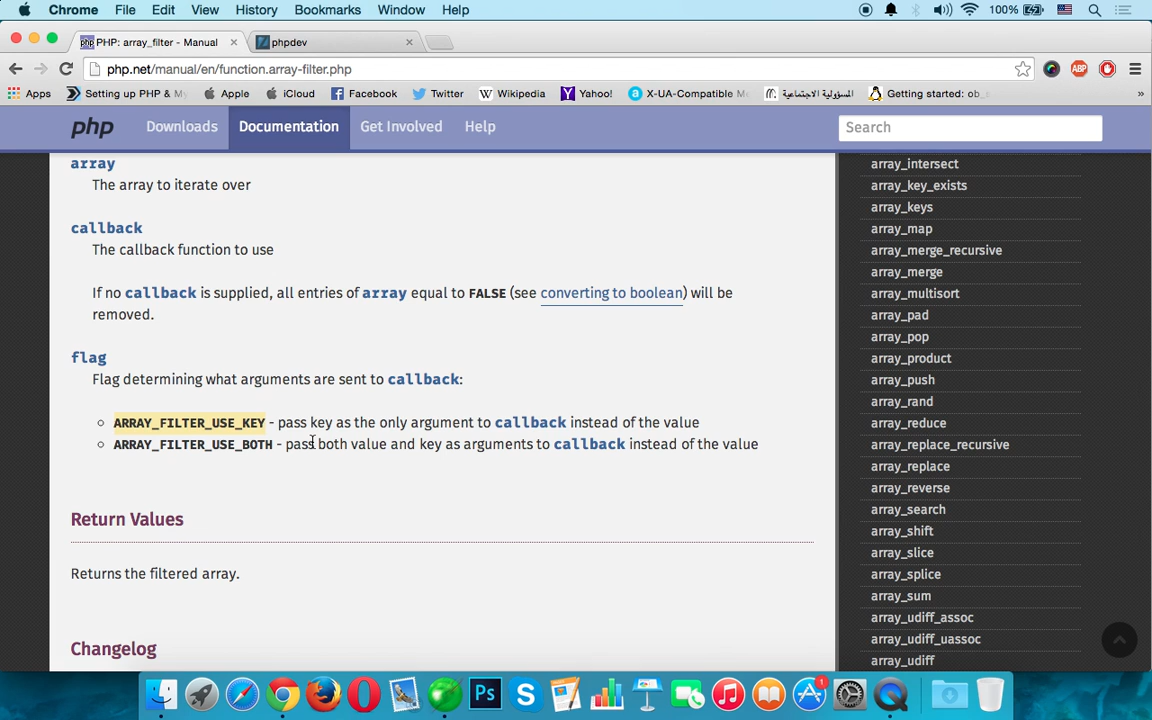 Chrome File Edit View History Bookmarks Window Help 100%
PHP: array_filter - Manual phpdev
php.net/manual/en/function.array-filter.php
Apps Setting up PHP & My Apple iCloud Facebook Twitter Wikipedia Yahoo! X-UA-Compatible M المسؤولية الاجتماعية Getting started: ob_ »
php Downloads Documentation Get Involved Help Search
array
The array to iterate over
callback
The callback function to use
If no callback is supplied, all entries of array equal to FALSE (see converting to boolean) will be
removed.
flag
Flag determining what arguments are sent to callback:
ARRAY_FILTER_USE_KEY - pass key as the only argument to callback instead of the value
ARRAY_FILTER_USE_BOTH - pass both value and key as arguments to callback instead of the value
Return Values
Returns the filtered array.
Changelog
array_intersect
array_key_exists
array_keys
array_map
array_merge_recursive
array_merge
array_multisort
array_pad
array_pop
array_product
array_push
array_rand
array_reduce
array_replace_recursive
array_replace
array_reverse
array_search
array_shift
array_slice
array_splice
array_sum
array_udiff_assoc
array_udiff_uassoc
array_udiff
Ps
1